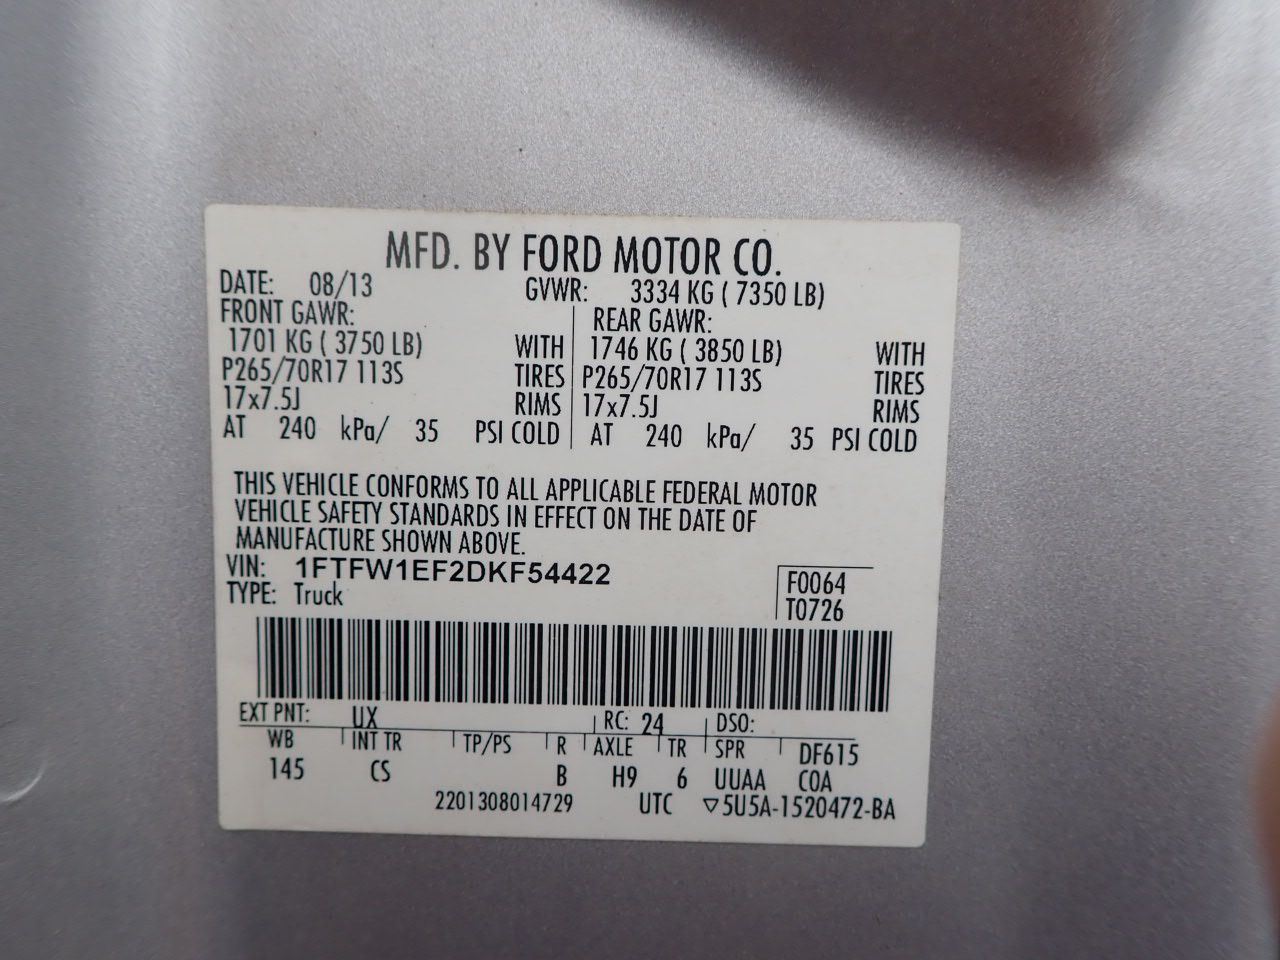 MFD. BY FORD MOTOR CO.
DATE: 08/13 GVWR: 3334 KG ( 7350 LB)
FRONT GAWR: REAR GAWR:
1701 KG ( 3750 LB) WITH 1746 KG ( 3850 LB) WITH
P265/70R17 113S TIRES P265/70R17 113S TIRES
17x7.5J RIMS 17x7.5J RIMS
AT 240 kPa/ 35 PSI COLD AT 240 kPa/ 35 PSI COLD
THIS VEHICLE CONFORMS TO ALL APPLICABLE FEDERAL MOTOR
VEHICLE SAFETY STANDARDS IN EFFECT ON THE DATE OF
MANUFACTURE SHOWN ABOVE.
VIN: 1FTFW1EF2DKF54422 F0064
TYPE: Truck T0726
EXT PNT: UX RC: 24 DSO:
WB INT TR TP/PS R AXLE TR SPR DF615
145 CS B H9 6 UUAA COA
2201308014729 UTC ▽5U5A-1520472-BA